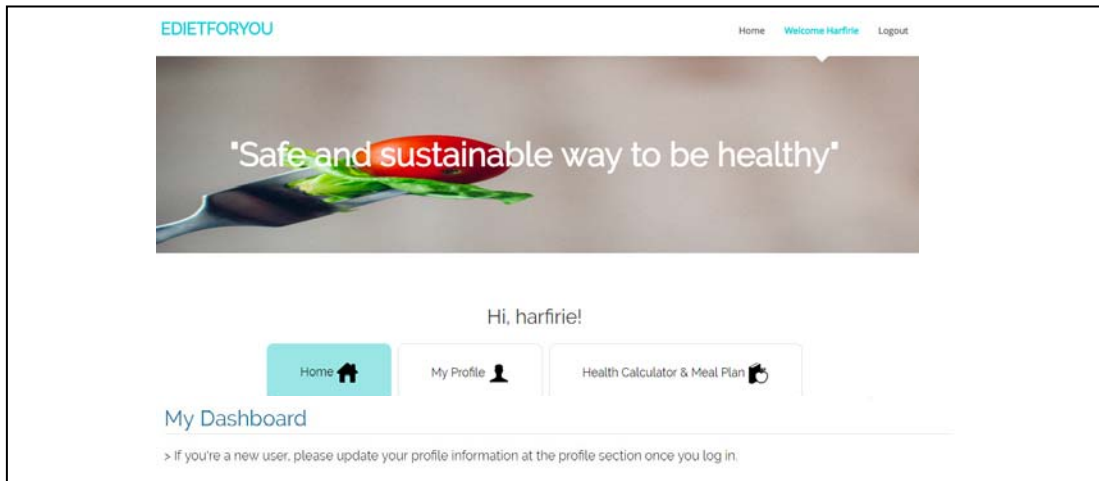 EDIETFORYOU
Home Welcome Harfirie Logout
"Safe and sustainable way to be healthy"
Hi, harfirie!
Home My Profile Health Calculator & Meal Plan
My Dashboard
> If you're a new user, please update your profile information at the profile section once you log in.